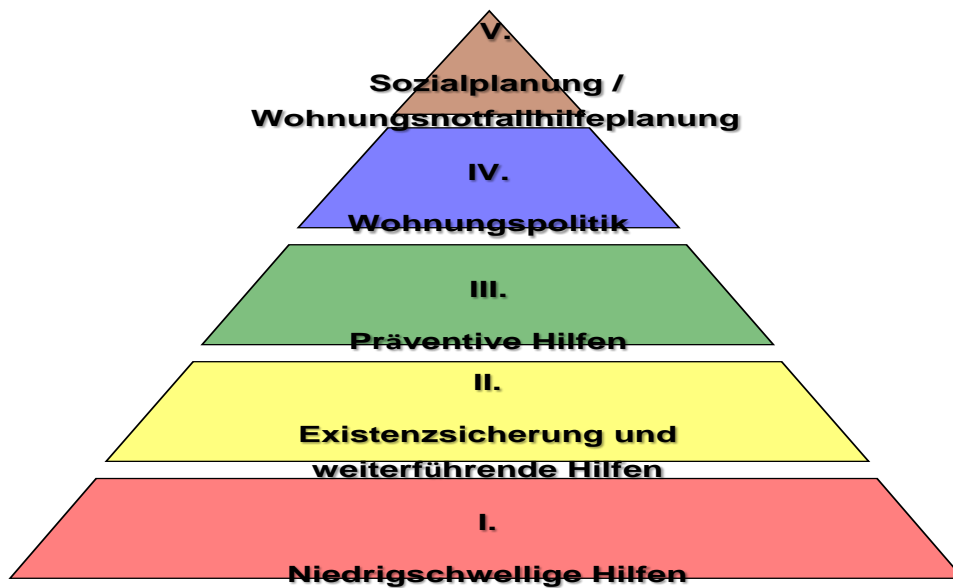 V.
Sozialplanung /
Wohnungsnotfallhilfeplanung
IV.
Wohnungspolitik
III.
Präventive Hilfen
II.
Existenzsicherung und
weiterführende Hilfen
I.
Niedrigschwellige Hilfen